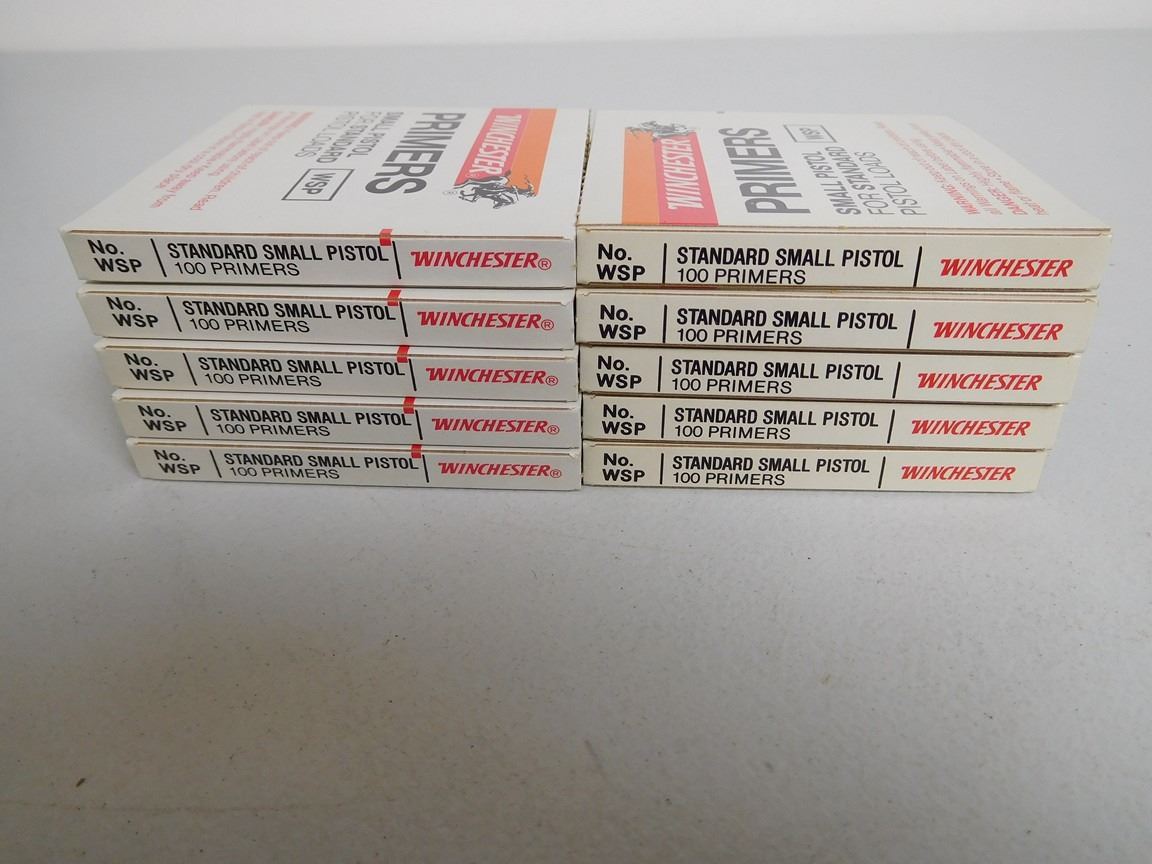 WINCHESTER
®
PRIMERS
SMALL PISTOL
FOR STANDARD
PISTOL LOADS
WSP
WINCHESTER
PRIMERS
SMALL PISTOL
FOR STANDARD
PISTOL LOADS
WSP
No. WSP
STANDARD SMALL PISTOL
100 PRIMERS
WINCHESTER®
No. WSP
STANDARD SMALL PISTOL
100 PRIMERS
WINCHESTER
No. WSP
STANDARD SMALL PISTOL
100 PRIMERS
WINCHESTER®
No. WSP
STANDARD SMALL PISTOL
100 PRIMERS
WINCHESTER
No. WSP
STANDARD SMALL PISTOL
100 PRIMERS
WINCHESTER®
No. WSP
STANDARD SMALL PISTOL
100 PRIMERS
WINCHESTER
No. WSP
STANDARD SMALL PISTOL
100 PRIMERS
WINCHESTER®
No. WSP
STANDARD SMALL PISTOL
100 PRIMERS
WINCHESTER
No. WSP
STANDARD SMALL PISTOL
100 PRIMERS
WINCHESTER®
No. WSP
STANDARD SMALL PISTOL
100 PRIMERS
WINCHESTER